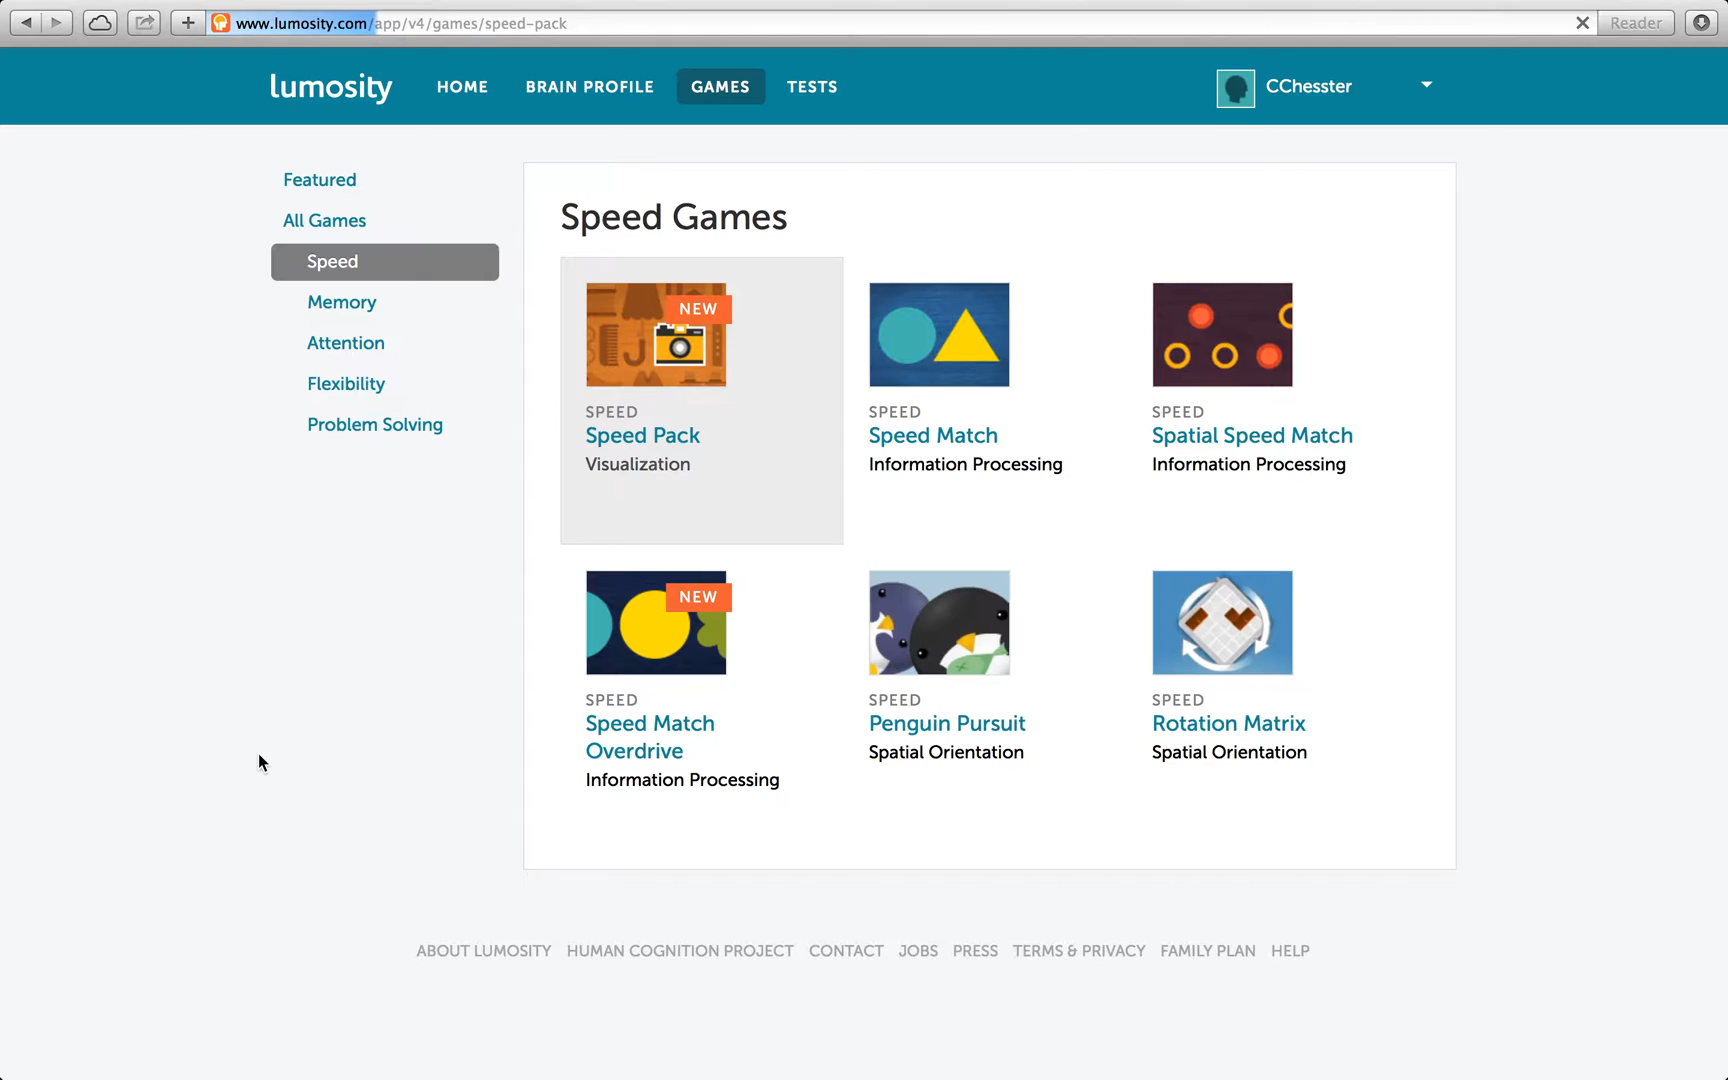 www.lumosity.com/app/v4/games/speed-pack
Reader
lumosity
HOME
BRAIN PROFILE
GAMES
TESTS
CChesster
Featured
All Games
Speed
Memory
Attention
Flexibility
Problem Solving
Speed Games
NEW
SPEED
Speed Pack
Visualization
SPEED
Speed Match
Information Processing
SPEED
Spatial Speed Match
Information Processing
NEW
SPEED
Speed Match
Overdrive
Information Processing
SPEED
Penguin Pursuit
Spatial Orientation
SPEED
Rotation Matrix
Spatial Orientation
ABOUT LUMOSITY HUMAN COGNITION PROJECT CONTACT JOBS PRESS TERMS & PRIVACY FAMILY PLAN HELP